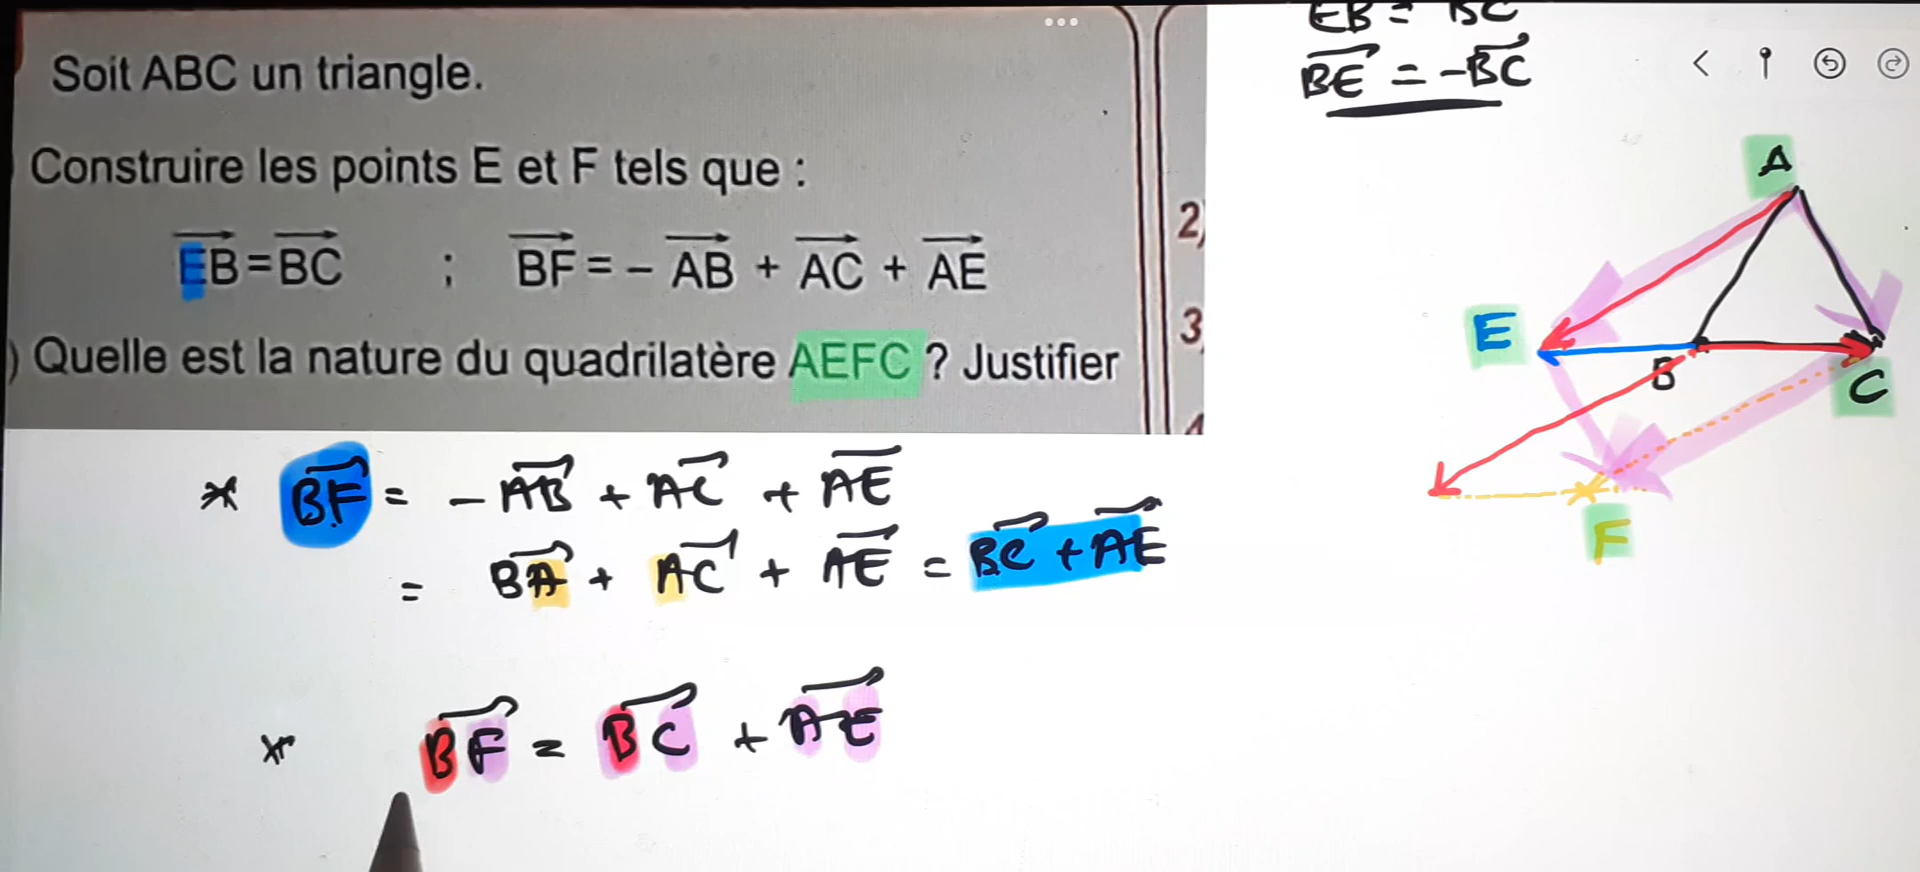 Soit ABC un triangle.
Construire les points E et F tels que :
EB⃗ = BC⃗ ; BF⃗ = - AB⃗ + AC⃗ + AE⃗
) Quelle est la nature du quadrilatère AEFC ? Justifier
2)
3)
* BF⃗ = - AB⃗ + AC⃗ + AE⃗
= BA⃗ + AC⃗ + AE⃗ = BC⃗ + AE⃗
* BF⃗ = BC⃗ + AE⃗
EB = BC
BE⃗ = -BC⃗
A
E
B
C
F